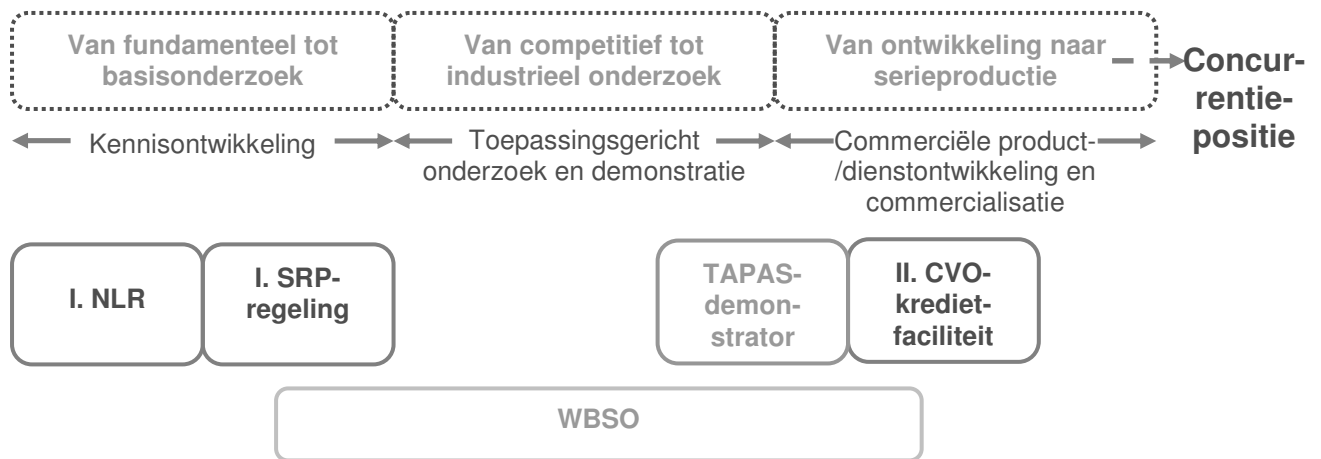 Van fundamenteel tot
basisonderzoek
Van competitief tot
industrieel onderzoek
Van ontwikkeling naar
serieproductie
Concur-
rentie-
positie
Kennisontwikkeling
Toepassingsgericht
onderzoek en demonstratie
Commerciële product-
/dienstontwikkeling en
commercialisatie
I. NLR
I. SRP-
regeling
TAPAS-
demon-
strator
II. CVO-
krediet-
faciliteit
WBSO